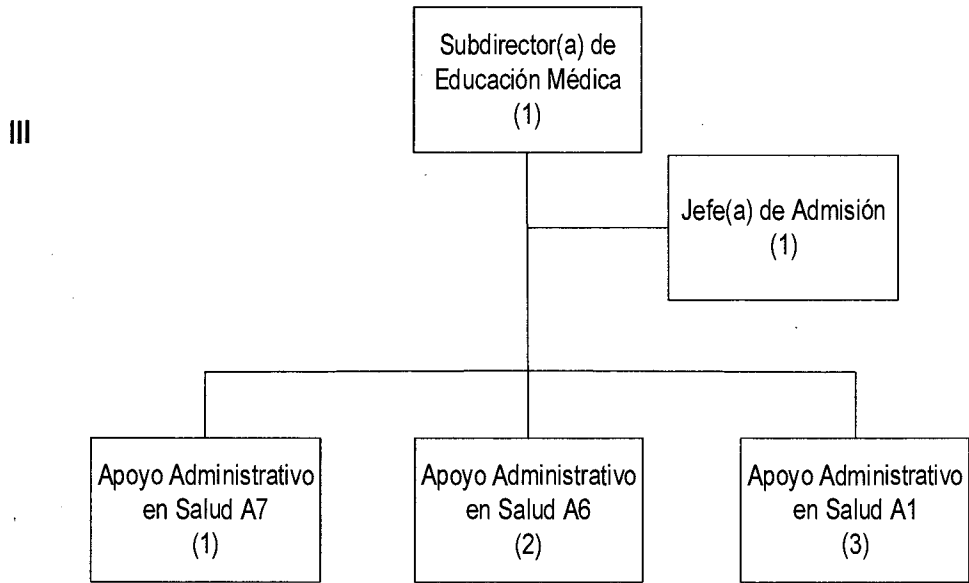 Subdirector(a) de
Educación Médica
(1)
III
Jefe(a) de Admisión
(1)
Apoyo Administrativo
en Salud A7
(1)
Apoyo Administrativo
en Salud A6
(2)
Apoyo Administrativo
en Salud A1
(3)